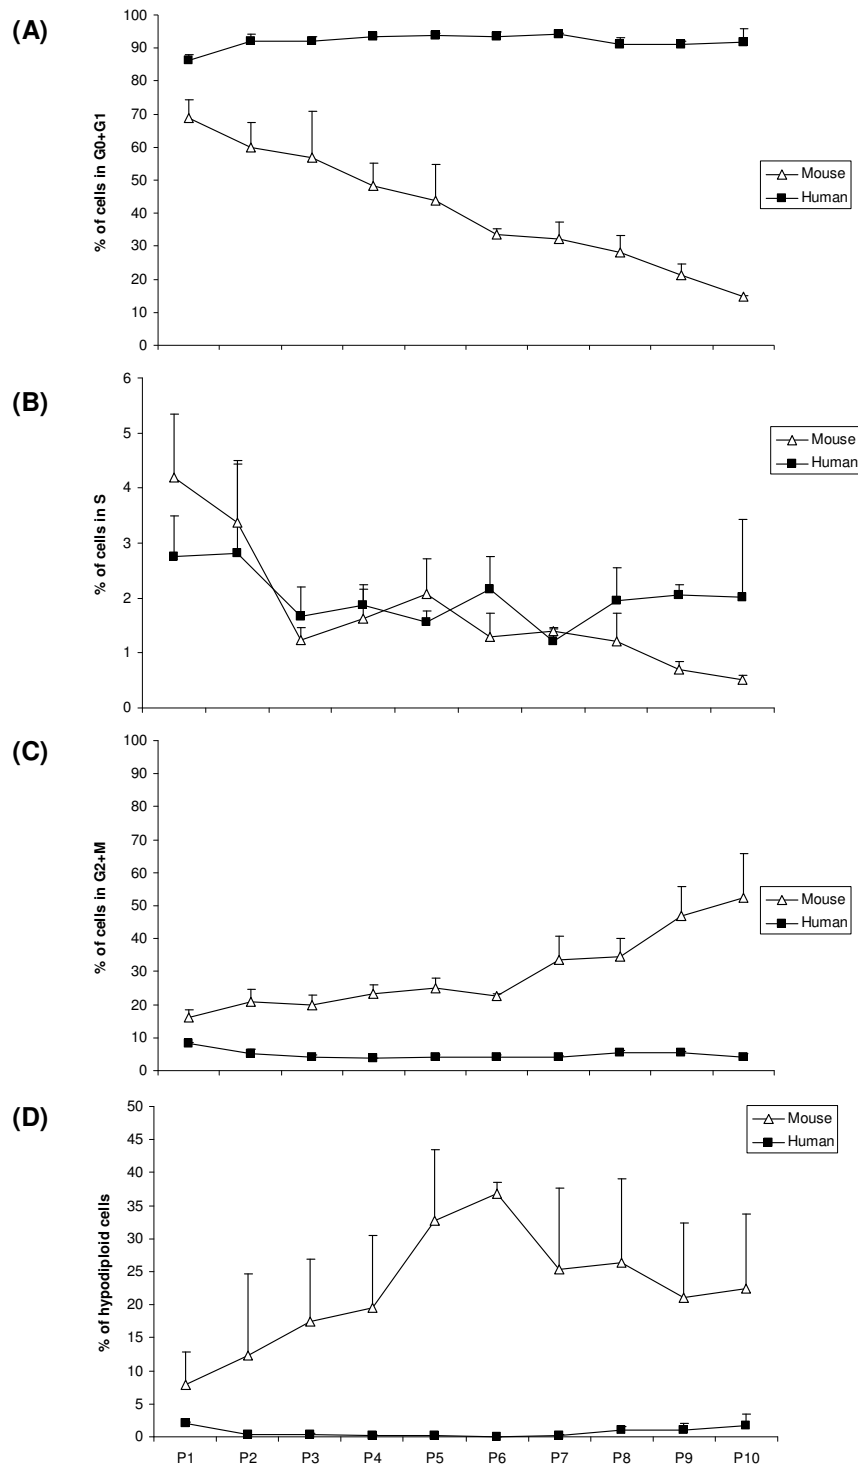 (A)
% of cells in G0+G1
100
90
80
70
60
50
40
30
20
10
0
Mouse
Human
(B)
% of cells in S
6
5
4
3
2
1
0
Mouse
Human
(C)
% of cells in G2+M
100
90
80
70
60
50
40
30
20
10
0
Mouse
Human
(D)
% of hypodiploid cells
50
45
40
35
30
25
20
15
10
5
0
Mouse
Human
P1 P2 P3 P4 P5 P6 P7 P8 P9 P10